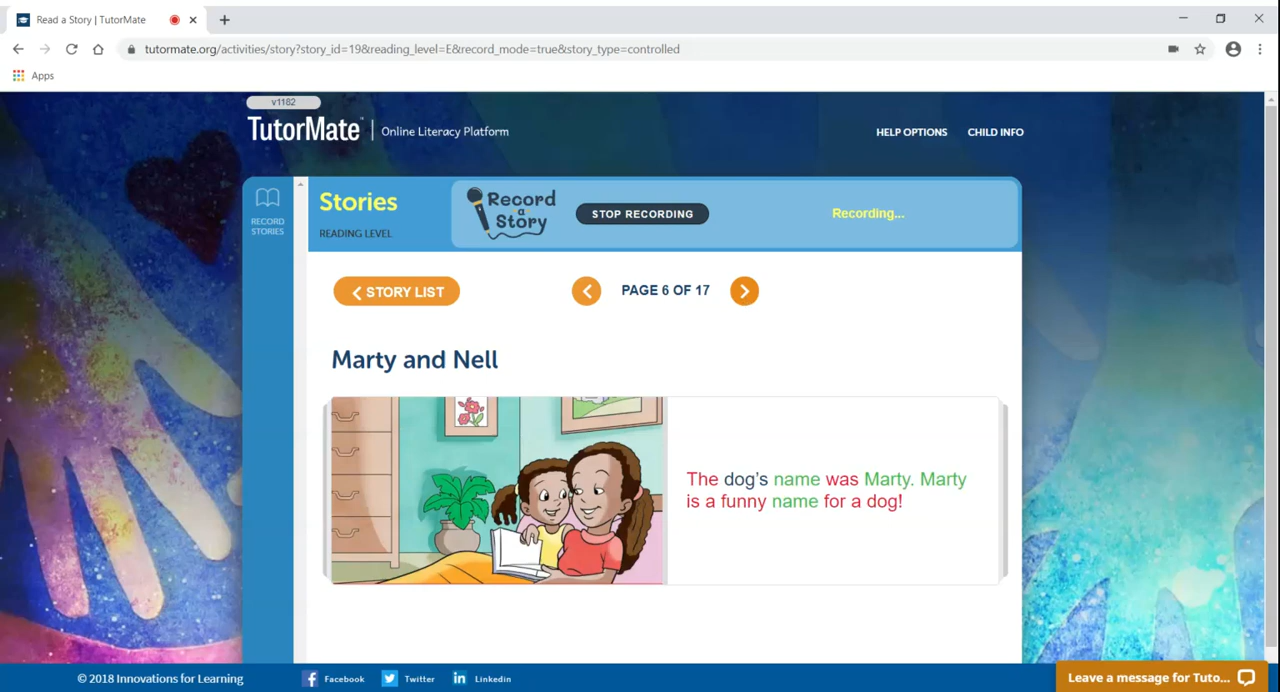 Read a Story | TutorMate
tutormate.org/activities/story?story_id=19&reading_level=E&record_mode=true&story_type=controlled
Apps
v1182
TutorMate™ | Online Literacy Platform
HELP OPTIONS
CHILD INFO
RECORD
STORIES
Stories
READING LEVEL
Record
a
Story
STOP RECORDING
Recording...
STORY LIST
PAGE 6 OF 17
Marty and Nell
The dog's name was Marty. Marty
is a funny name for a dog!
© 2018 Innovations for Learning
Facebook
Twitter
Linkedin
Leave a message for Tuto...